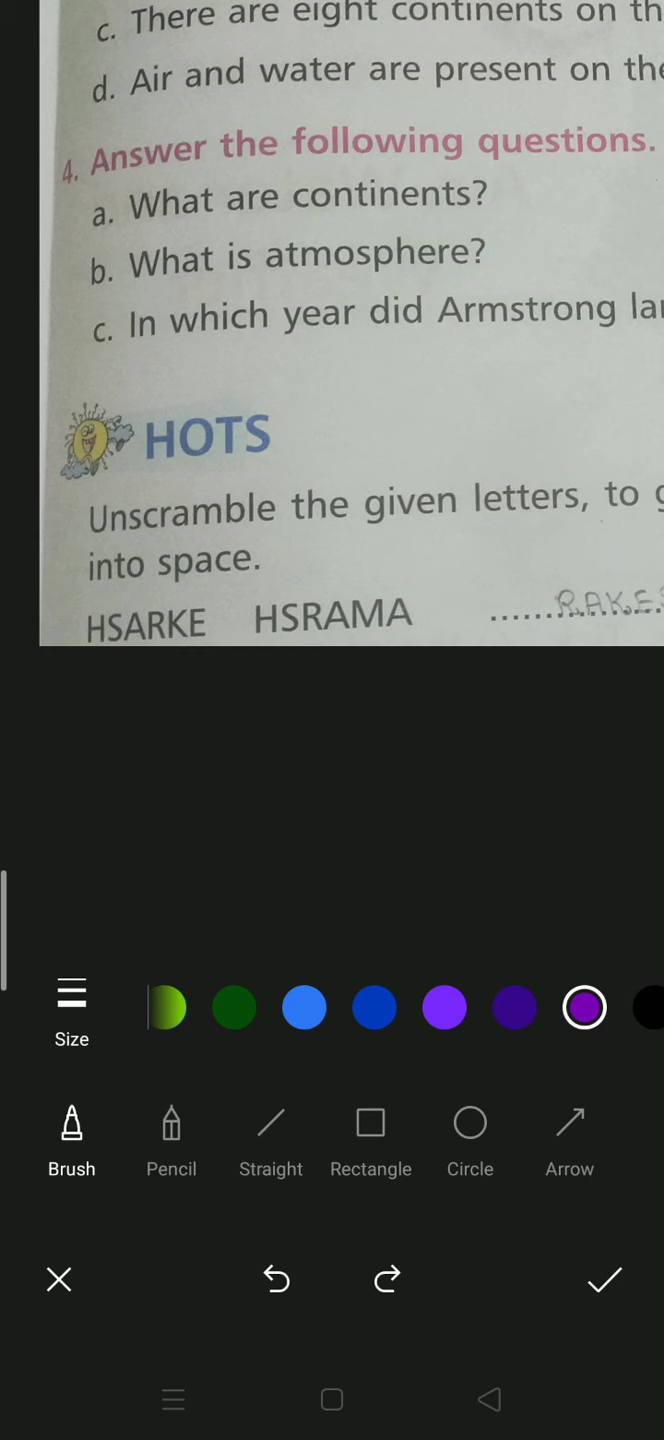 c. There are eight continents on th
d. Air and water are present on the
4. Answer the following questions.
a. What are continents?
b. What is atmosphere?
c. In which year did Armstrong la
HOTS
Unscramble the given letters, to g
into space.
HSARKE HSRAMA ......RAKES
Size
Brush Pencil Straight Rectangle Circle Arrow